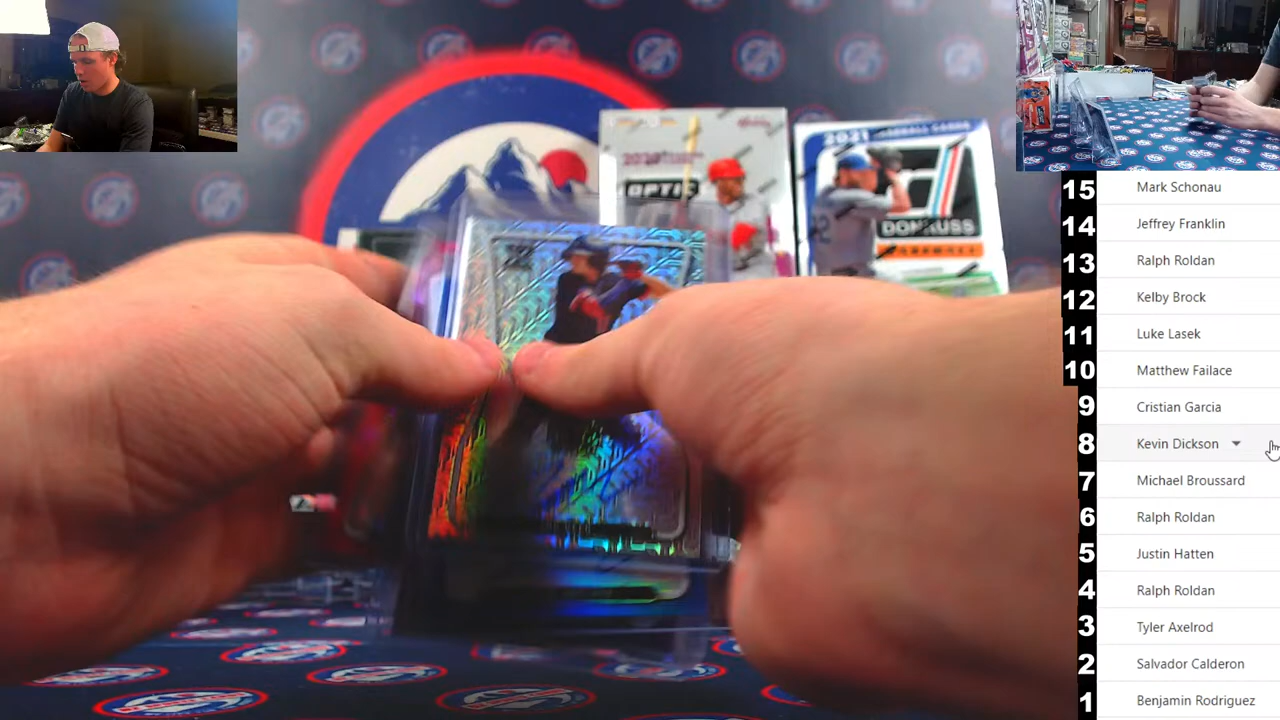 2021 BASEBALL CARDS
OPTIC
DONRUSS
15 Mark Schonau
14 Jeffrey Franklin
13 Ralph Roldan
12 Kelby Brock
11 Luke Lasek
10 Matthew Failace
9 Cristian Garcia
8 Kevin Dickson
7 Michael Broussard
6 Ralph Roldan
5 Justin Hatten
4 Ralph Roldan
3 Tyler Axelrod
2 Salvador Calderon
1 Benjamin Rodriguez